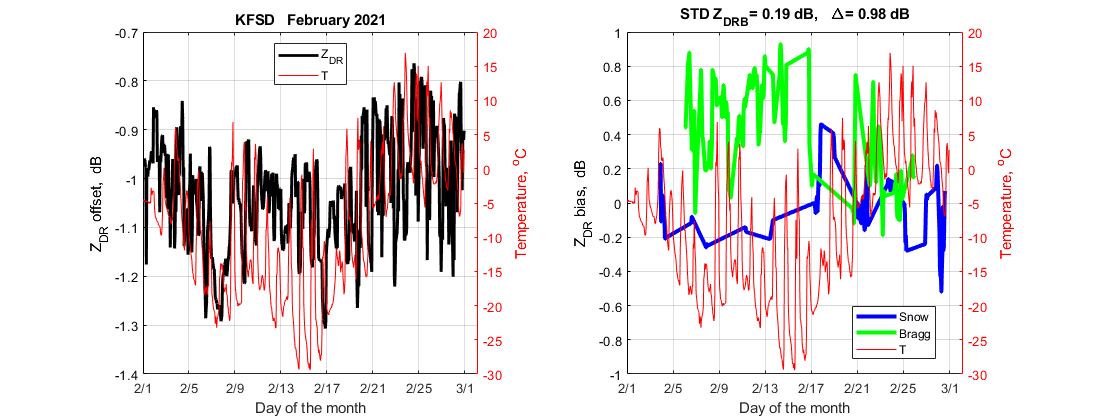 KFSD February 2021
-0.7
-0.8
-0.9
-1
-1.1
-1.2
-1.3
-1.4
Z_DR offset, dB
Z_DR
T
20
15
10
5
0
-5
-10
-15
-20
-25
-30
Temperature, °C
2/1 2/5 2/9 2/13 2/17 2/21 2/25 3/1
Day of the month
STD Z_DRB = 0.19 dB, Δ = 0.98 dB
1
0.8
0.6
0.4
0.2
0
-0.2
-0.4
-0.6
-0.8
-1
Z_DR bias, dB
Snow
Bragg
T
20
15
10
5
0
-5
-10
-15
-20
-25
-30
Temperature, °C
2/1 2/5 2/9 2/13 2/17 2/21 2/25 3/1
Day of the month